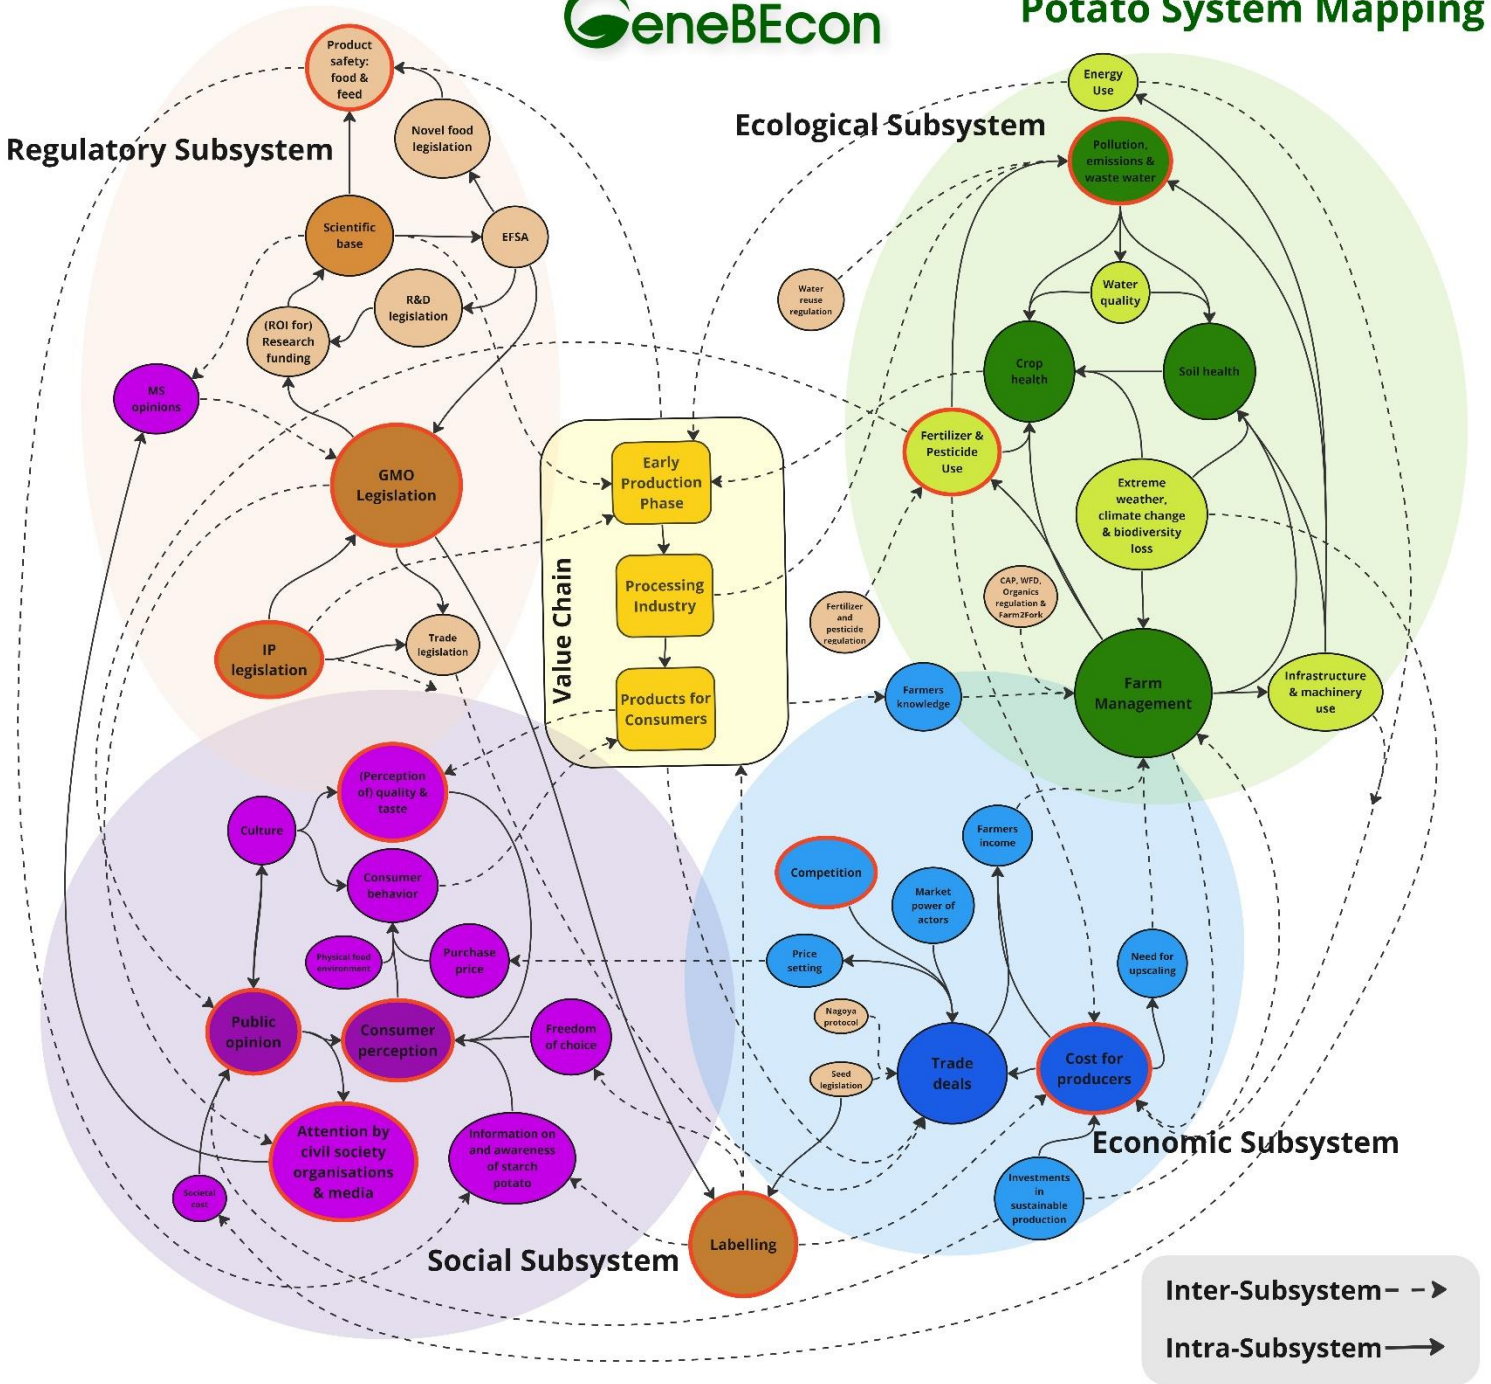 GeneBEcon
Potato System Mapping
Regulatory Subsystem
Product
safety:
food &
feed
Novel food
legislation
Scientific
base
EFSA
R&D
legislation
(ROI for)
Research
funding
MS
opinions
GMO
Legislation
IP
legislation
Trade
legislation
Ecological Subsystem
Energy
Use
Pollution,
emissions &
waste water
Water
reuse
regulation
Water
quality
Crop
health
Soil health
Fertilizer &
Pesticide
Use
Extreme
weather,
climate change
& biodiversity
loss
CAP, WFD,
Organics
regulation &
Farm2Fork
Fertilizer
and
pesticide
regulation
Farm
Management
Infrastructure
& machinery
use
Value Chain
Early
Production
Phase
Processing
Industry
Products for
Consumers
Farmers
knowledge
(Perception
of) quality &
taste
Culture
Consumer
behavior
Physical food
environment
Purchase
price
Public
opinion
Consumer
perception
Freedom
of choice
Attention by
civil society
organisations
& media
Information on
and awareness
of starch
potato
Societal
cost
Social Subsystem
Labelling
Farmers
income
Competition
Market
power of
actors
Price
setting
Need for
upscaling
Nagoya
protocol
Seed
legislation
Trade
deals
Cost for
producers
Economic Subsystem
Investments
in
sustainable
production
Inter-Subsystem
Intra-Subsystem